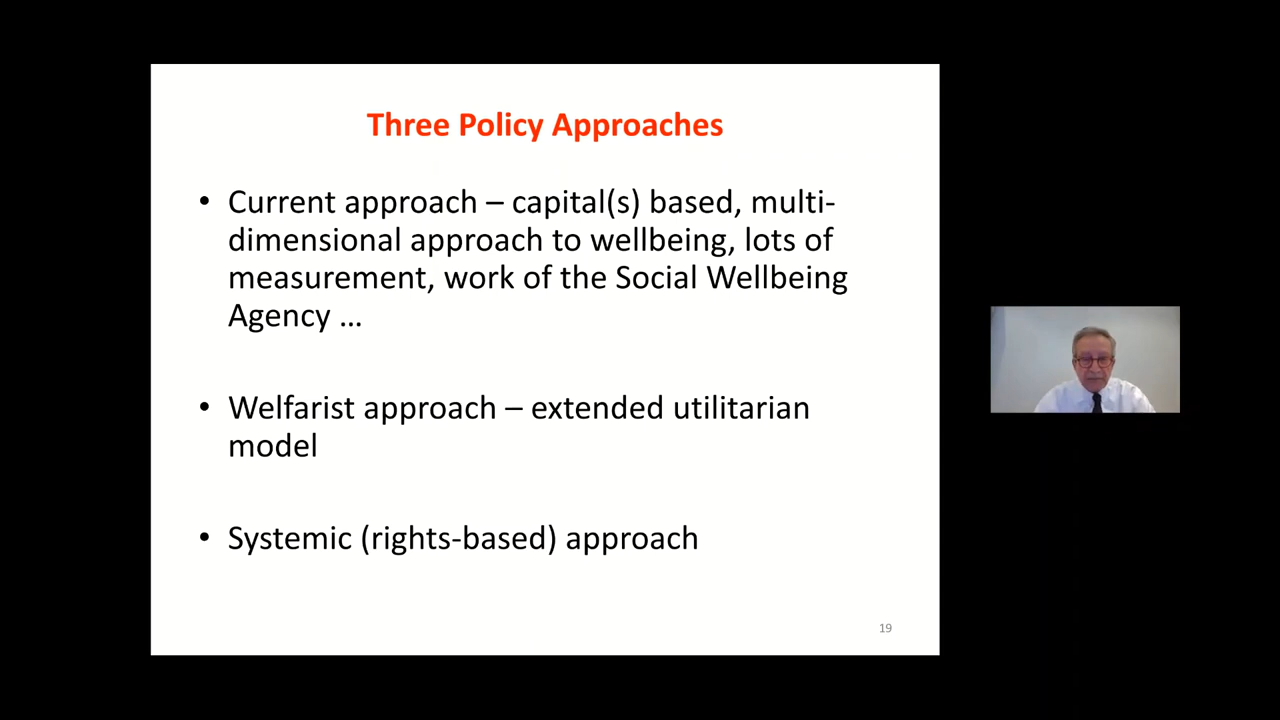 Three Policy Approaches
• Current approach – capital(s) based, multi-
dimensional approach to wellbeing, lots of
measurement, work of the Social Wellbeing
Agency ...
• Welfarist approach – extended utilitarian
model
• Systemic (rights-based) approach
19